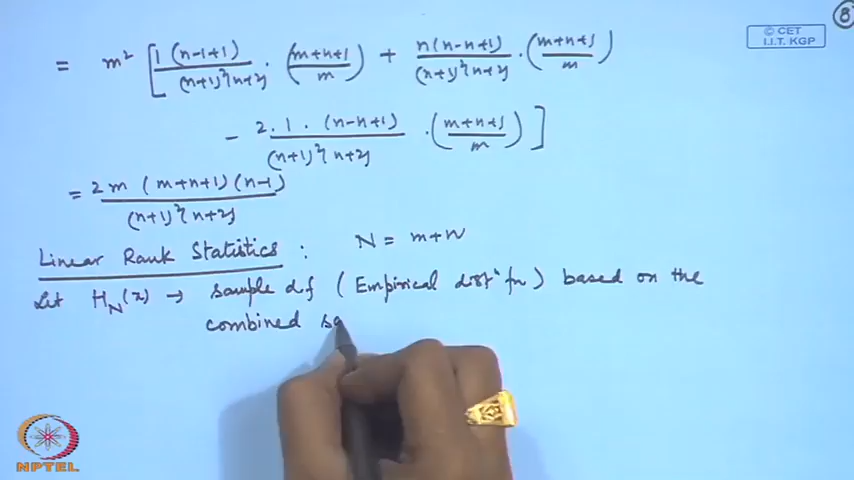 8
© CET
I.I.T. KGP
= m² [ 1 (n-1+1) / (n+1)² (n+2) · (m+n+1 / m) + n(n-n+1) / (n+1)² (n+2) · (m+n+1 / m)
- 2.1.(n-n+1) / (n+1)² (n+2) · (m+n+1 / m) ]
= 2m (m+n+1)(n-1) / (n+1)² (n+2)
Linear Rank Statistics : N = m+n
Let H_N(x) → sample d.f ( Empirical distⁿ fn ) based on the
combined sa
NPTEL